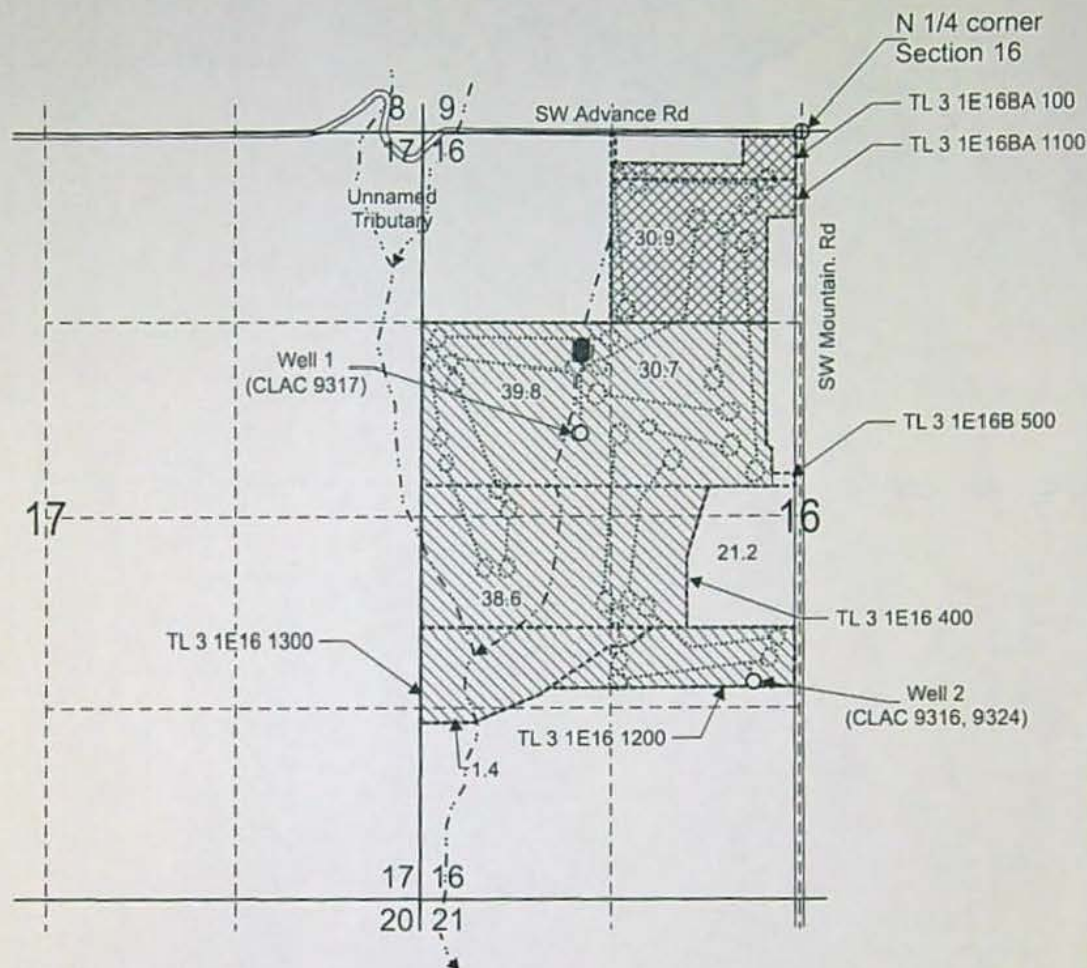 N 1/4 corner
Section 16
TL 3 1E16BA 100
TL 3 1E16BA 1100
8 9
SW Advance Rd
17 16
Unnamed
Tributary
30.9
SW Mountain. Rd
Well 1
(CLAC 9317)
39.8
30.7
TL 3 1E16B 500
17
16
21.2
38.6
TL 3 1E16 400
TL 3 1E16 1300
Well 2
(CLAC 9316, 9324)
TL 3 1E16 1200
1.4
17 16
20 21